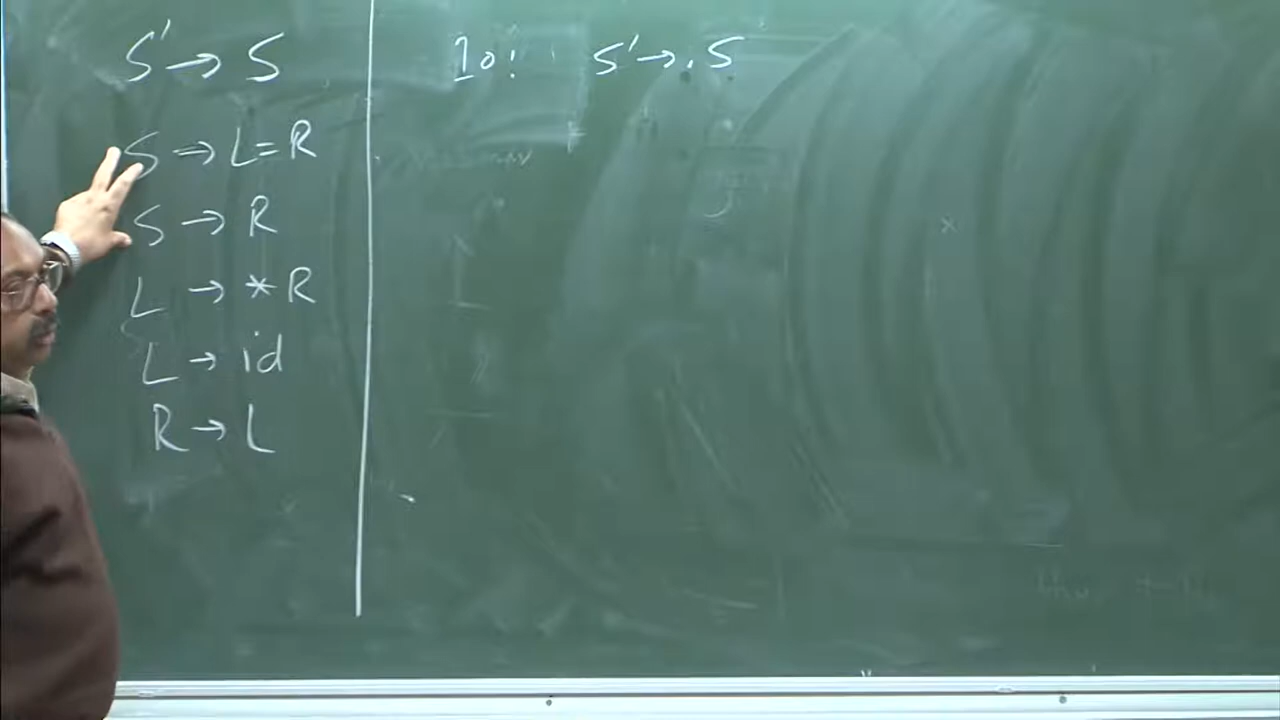 S' → S
S → L = R
S → R
L → * R
L → id
R → L
I0: S' → . S